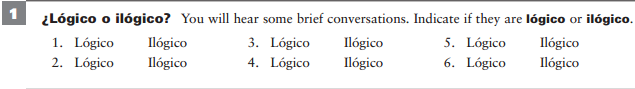 1 ¿Lógico o ilógico? You will hear some brief conversations. Indicate if they are lógico or ilógico.
1. Lógico Ilógico 3. Lógico Ilógico 5. Lógico Ilógico
2. Lógico Ilógico 4. Lógico Ilógico 6. Lógico Ilógico